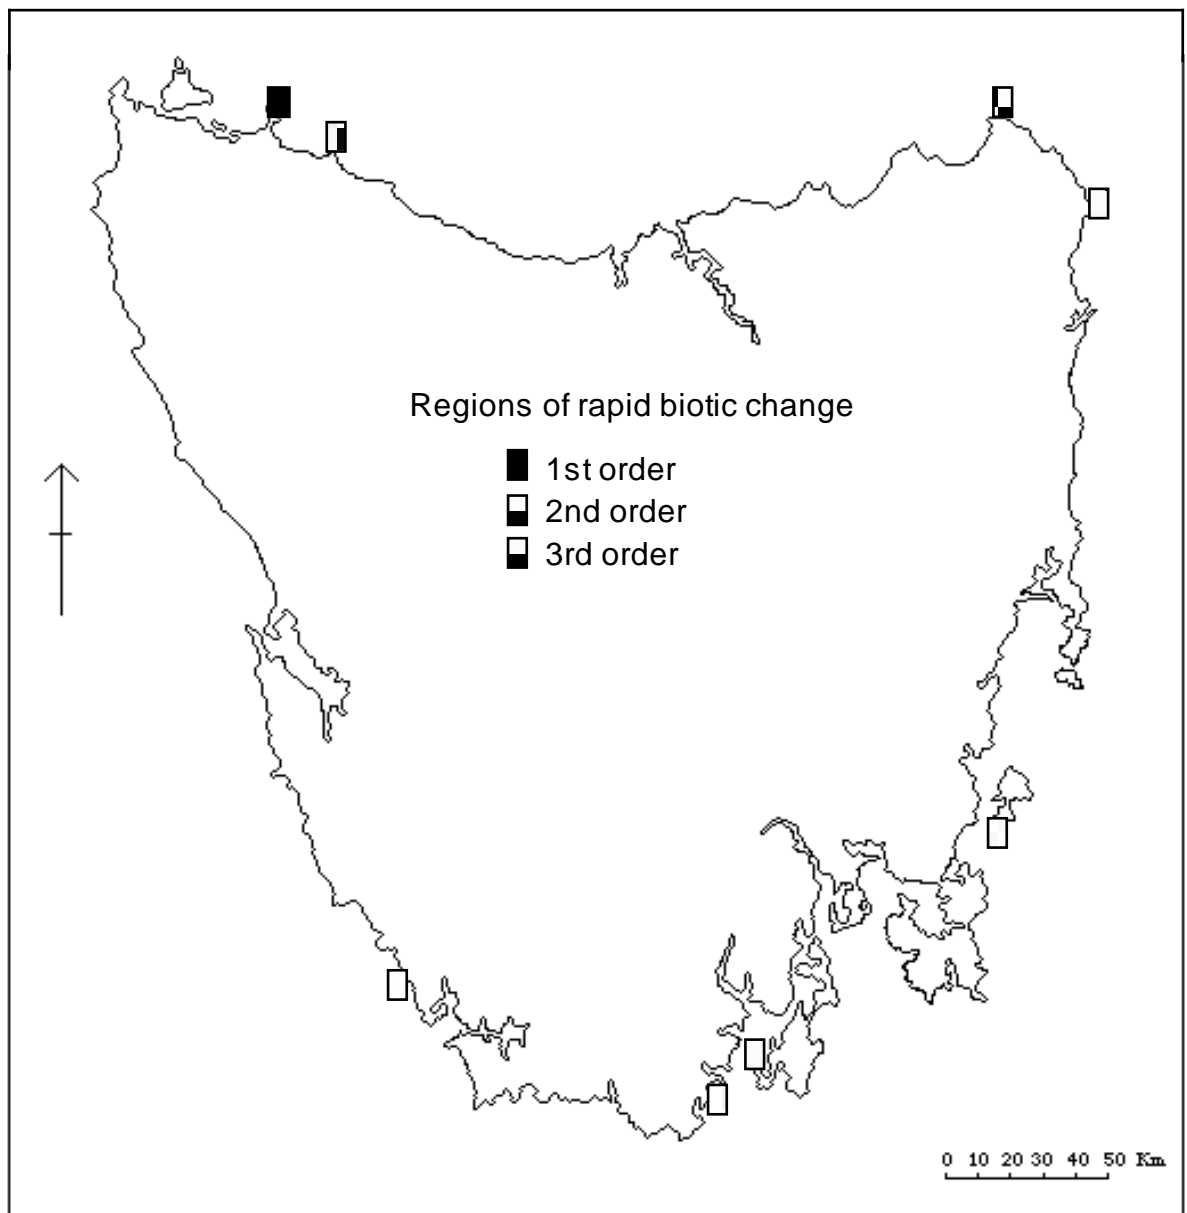 Regions of rapid biotic change
1st order
2nd order
3rd order
0 10 20 30 40 50 Km